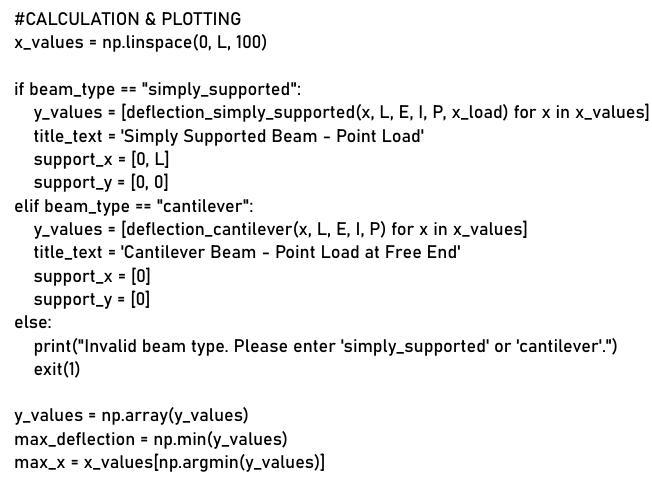 #CALCULATION & PLOTTING
x_values = np.linspace(0, L, 100)

if beam_type == "simply_supported":
    y_values = [deflection_simply_supported(x, L, E, I, P, x_load) for x in x_values]
    title_text = 'Simply Supported Beam - Point Load'
    support_x = [0, L]
    support_y = [0, 0]
elif beam_type == "cantilever":
    y_values = [deflection_cantilever(x, L, E, I, P) for x in x_values]
    title_text = 'Cantilever Beam - Point Load at Free End'
    support_x = [0]
    support_y = [0]
else:
    print("Invalid beam type. Please enter 'simply_supported' or 'cantilever'.")
    exit(1)

y_values = np.array(y_values)
max_deflection = np.min(y_values)
max_x = x_values[np.argmin(y_values)]